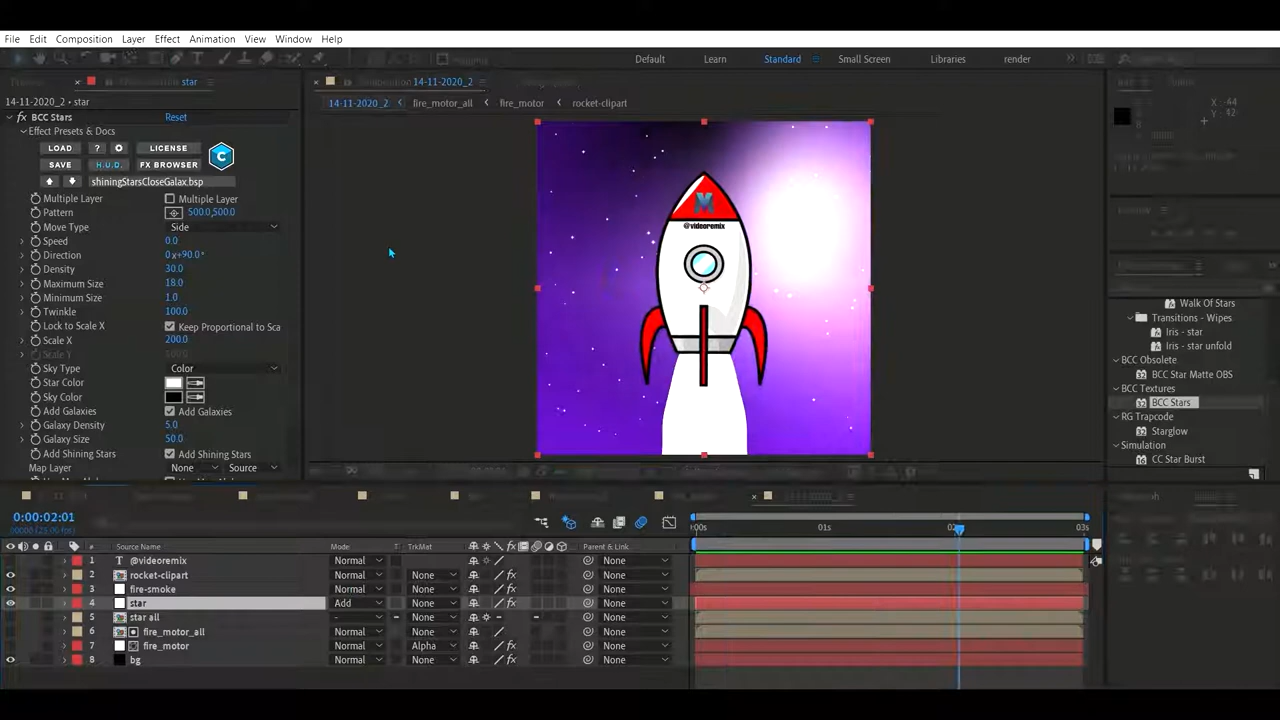 File Edit Composition Layer Effect Animation View Window Help
Default Learn Standard Small Screen Libraries render
star
14-11-2020_2
14-11-2020_2 • star
14-11-2020_2 fire_motor_all fire_motor rocket-clipart
X : -44
Y : 42
fx BCC Stars Reset
Effect Presets & Docs
LOAD ? LICENSE
SAVE H.U.D. FX BROWSER
shiningStarsCloseGalax.bsp
Multiple Layer Multiple Layer
Pattern 500.0,500.0
Move Type Side
Speed 0.0
Direction 0x+90.0°
Density 30.0
Maximum Size 18.0
Minimum Size 1.0
Twinkle 100.0
Lock to Scale X Keep Proportional to Sca
Scale X 200.0
Scale Y
Sky Type Color
Star Color
Sky Color
Add Galaxies Add Galaxies
Galaxy Density 5.0
Galaxy Size 50.0
Add Shining Stars Add Shining Stars
Map Layer None Source
M
@videoremix
Walk Of Stars
Transitions - Wipes
Iris - star
Iris - star unfold
BCC Obsolete
BCC Star Matte OBS
BCC Textures
BCC Stars
RG Trapcode
Starglow
Simulation
CC Star Burst
0:00:02:01
:00s 01s 02s 03s
# Source Name Mode TrkMat Parent & Link
1 T @videoremix Normal None
2 rocket-clipart Normal None None
3 fire-smoke Normal None None
4 star Add None None
5 star all - None None
6 fire_motor_all Normal None None
7 fire_motor Normal Alpha None
8 bg Normal None None